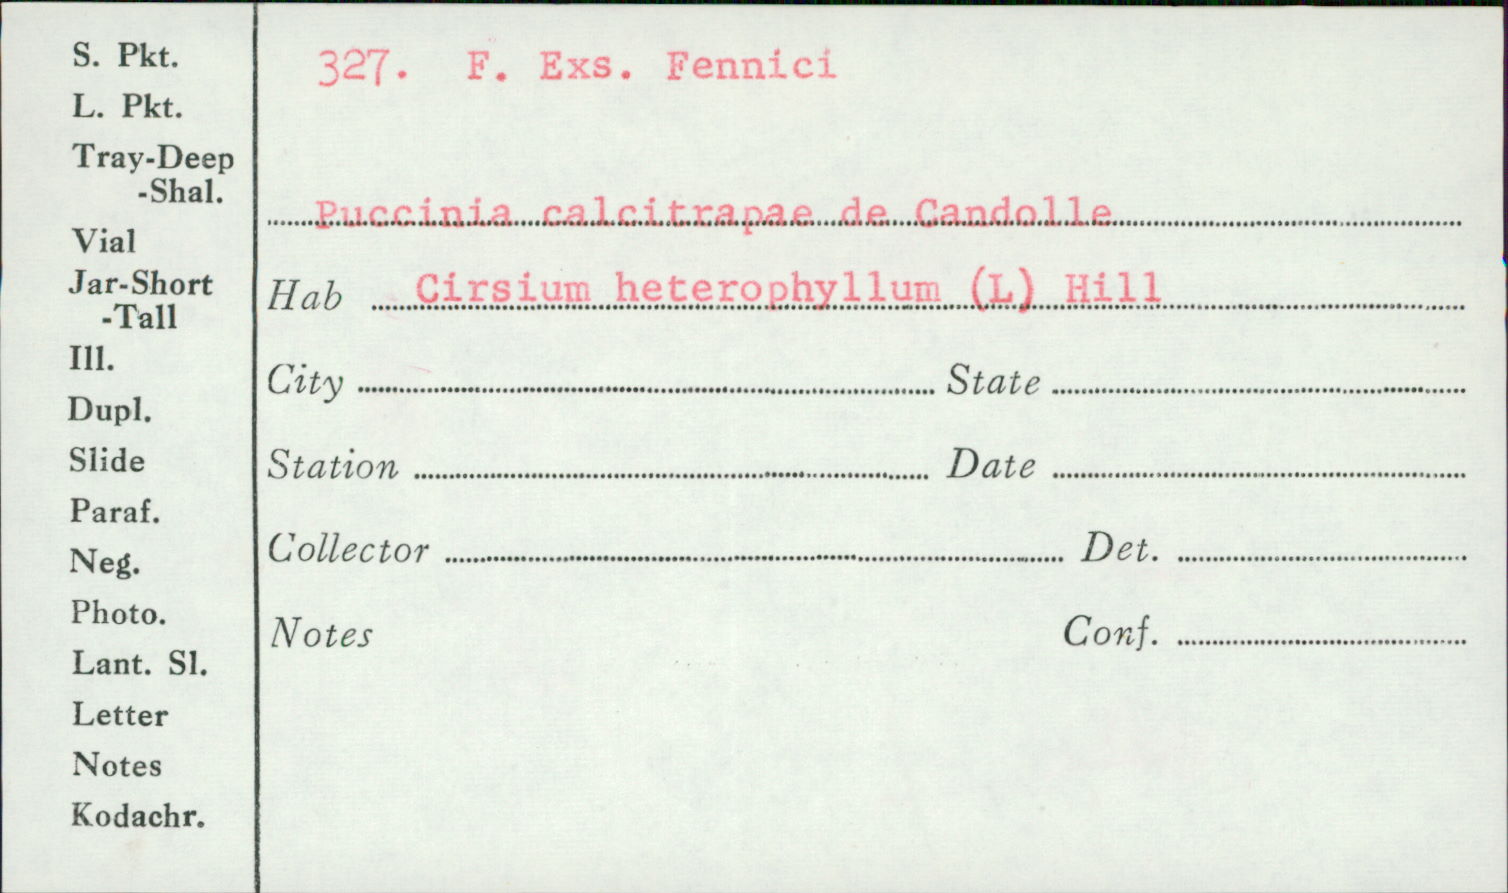 S. Pkt.
L. Pkt.
Tray-Deep
-Shal.
Vial
Jar-Short
-Tall
Ill.
Dupl.
Slide
Paraf.
Neg.
Photo.
Lant. Sl.
Letter
Notes
Kodachr.
327. F. Exs. Fennici
Puccinia calcitrapae de Candolle
Hab Cirsium heterophyllum (L) Hill
City State
Station Date
Collector Det.
Notes Conf.